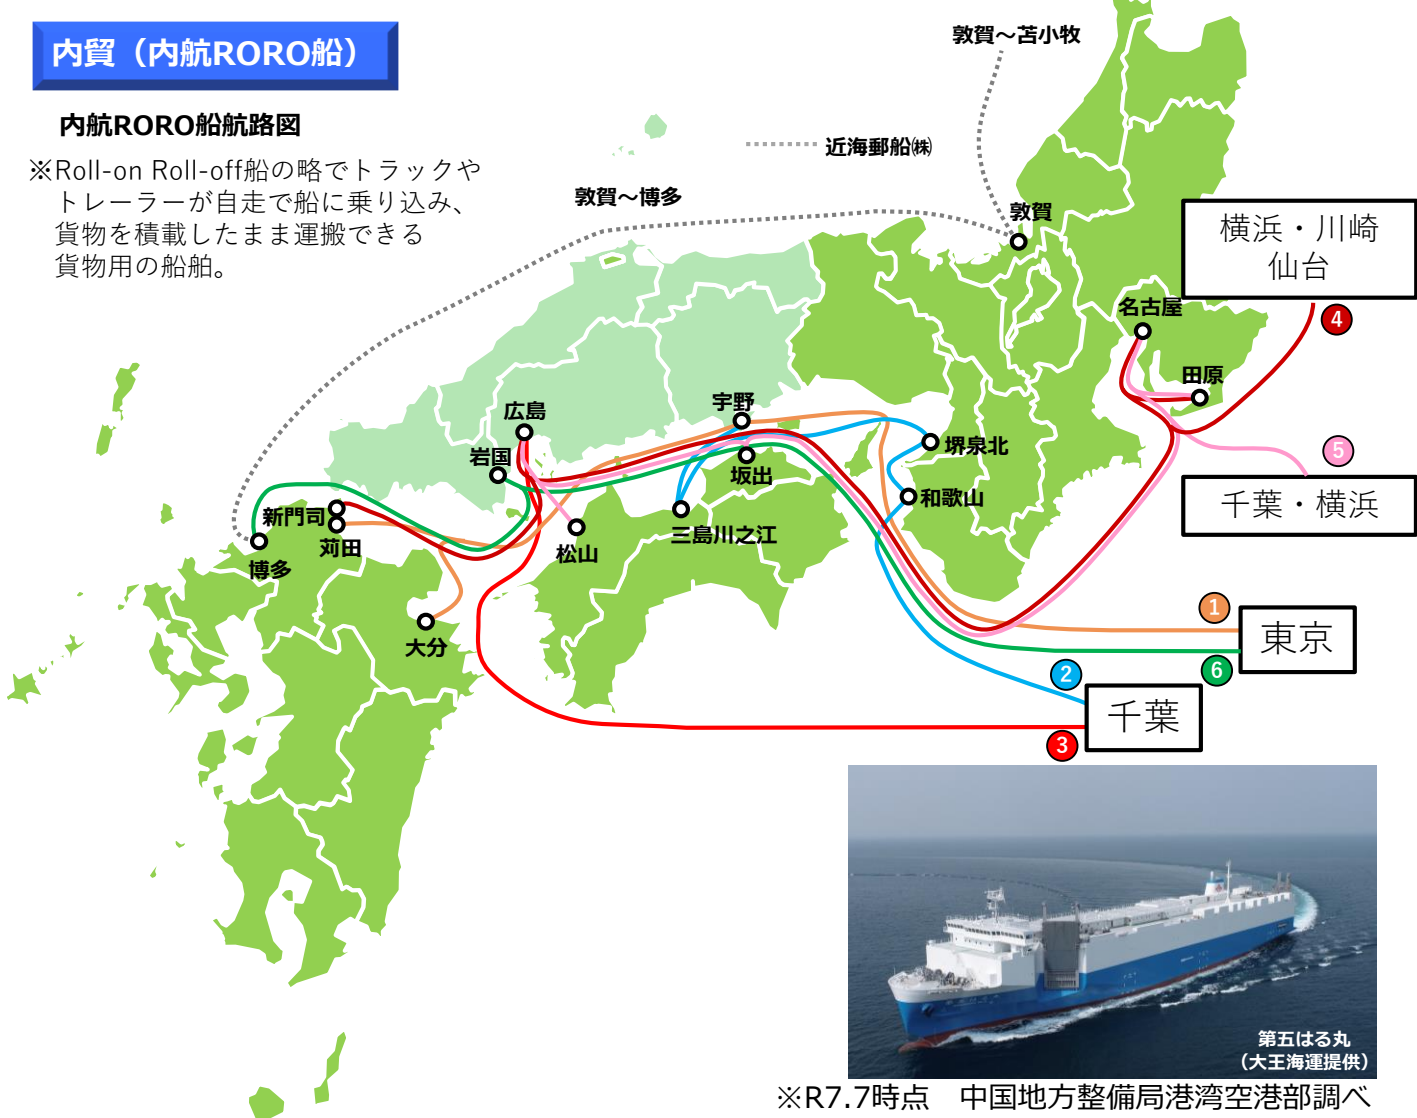 内貿（内航RORO船）
内航RORO船航路図
※Roll-on Roll-off船の略でトラックや
トレーラーが自走で船に乗り込み、
貨物を積載したまま運搬できる
貨物用の船舶。
敦賀～苫小牧
近海郵船㈱
敦賀～博多
敦賀
横浜・川崎
仙台
4
名古屋
田原
5
千葉・横浜
広島
宇野
岩国
坂出
堺泉北
和歌山
新門司
苅田
博多
松山
三島川之江
大分
1
東京
6
2
千葉
3
第五はる丸
（大王海運提供）
※R7.7時点　中国地方整備局港湾空港部調べ